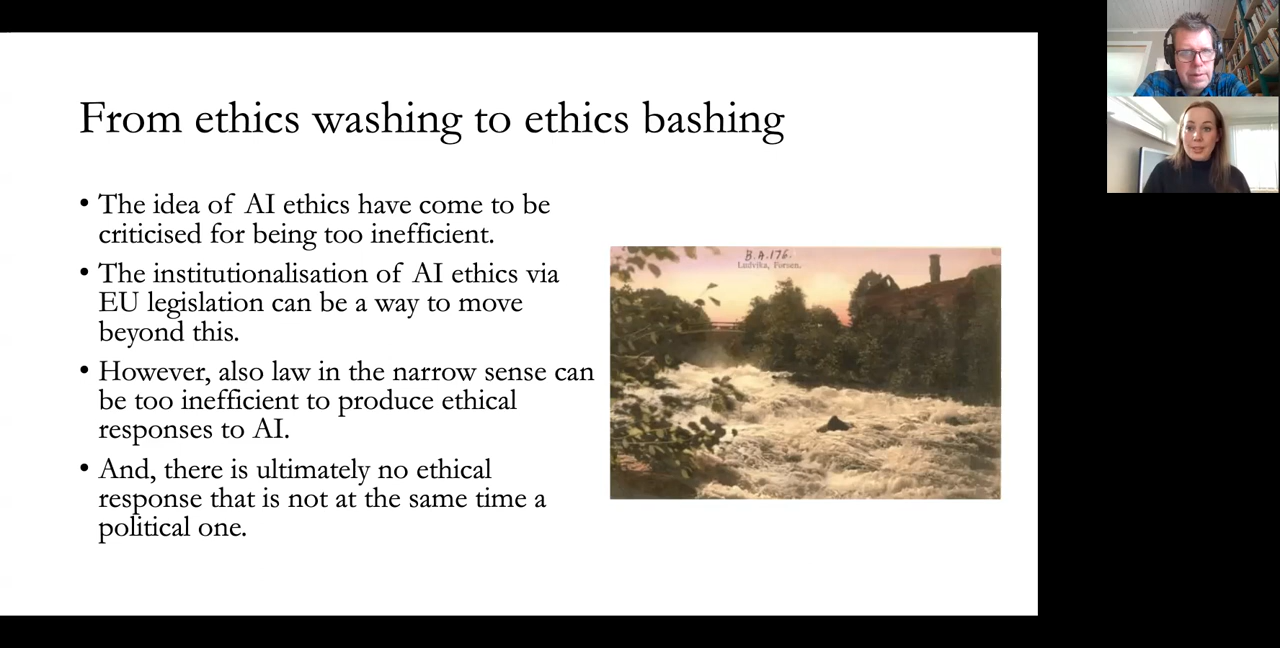 From ethics washing to ethics bashing
• The idea of AI ethics have come to be
criticised for being too inefficient.
• The institutionalisation of AI ethics via
EU legislation can be a way to move
beyond this.
• However, also law in the narrow sense can
be too inefficient to produce ethical
responses to AI.
• And, there is ultimately no ethical
response that is not at the same time a
political one.
B.A.176.
Ludvika, Forsen.